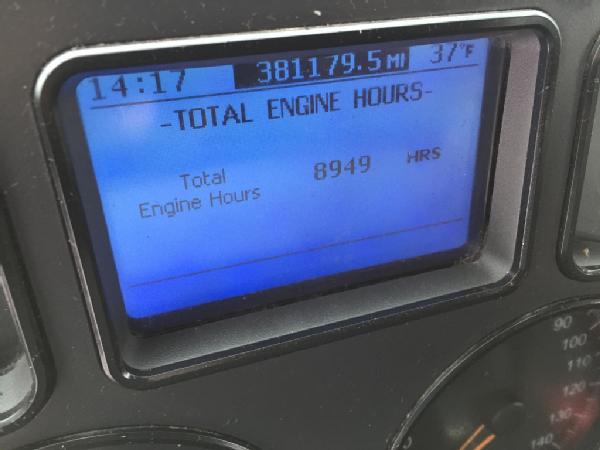 14:17 381179.5 MI 37°F
-TOTAL ENGINE HOURS-
Total
Engine Hours
8949 HRS
90
100
110
120
130
140
0